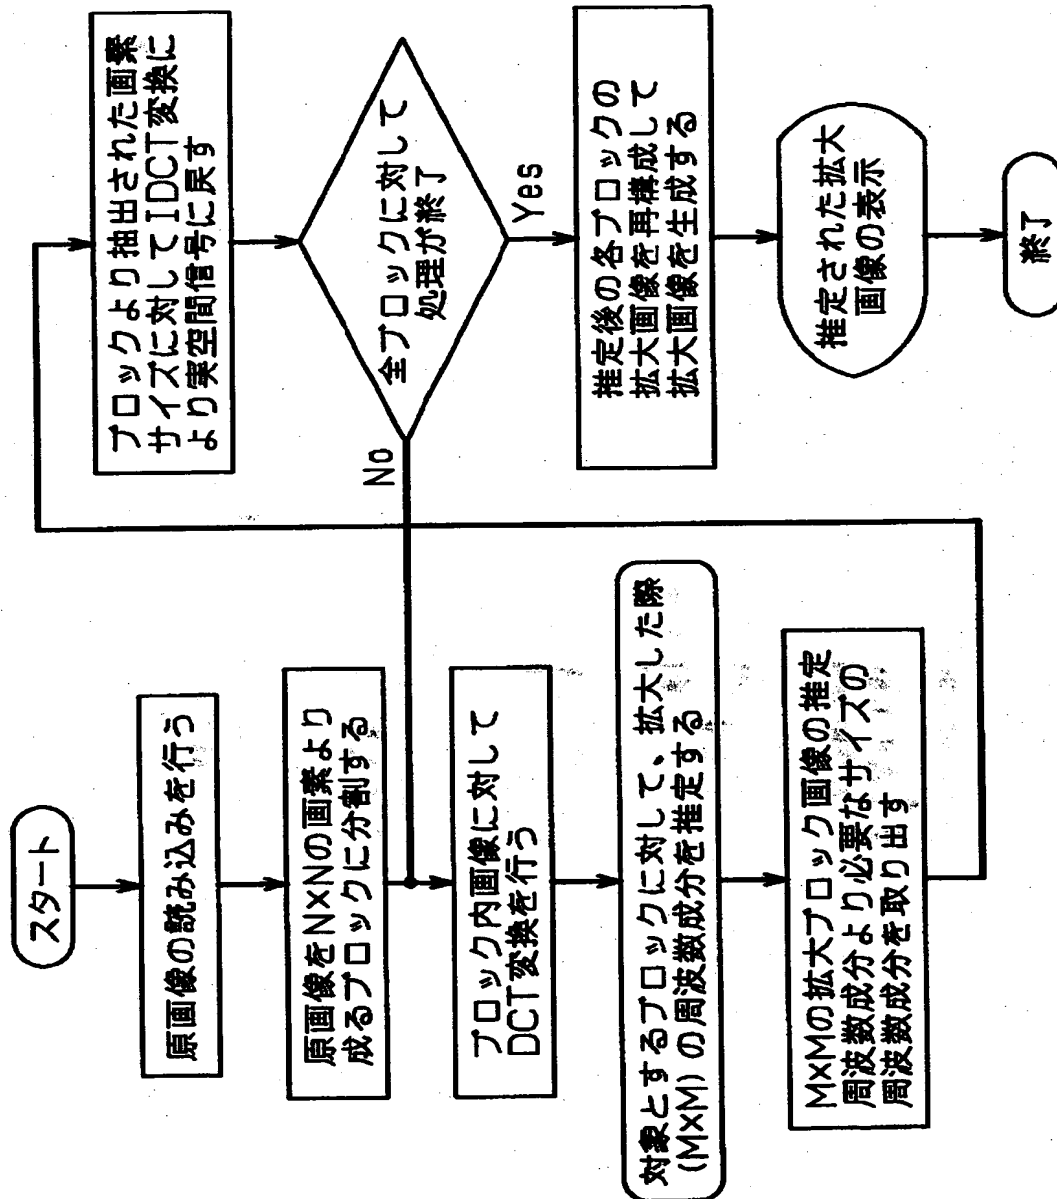 スタート
原画像の読み込みを行う
原画像をN×Nの画素より
成るブロックに分割する
ブロック内画像に対して
DCT変換を行う
対象とするブロックに対して、拡大した際
(M×M)の周波数成分を推定する
M×Mの拡大ブロック画像の推定
周波数成分より必要なサイズの
周波数成分を取り出す
ブロックより抽出された画素
サイズに対してIDCT変換に
より実空間信号に戻す
全ブロックに対して
処理が終了
No
Yes
推定後の各ブロックの
拡大画像を再構成して
拡大画像を生成する
推定された拡大
画像の表示
終了